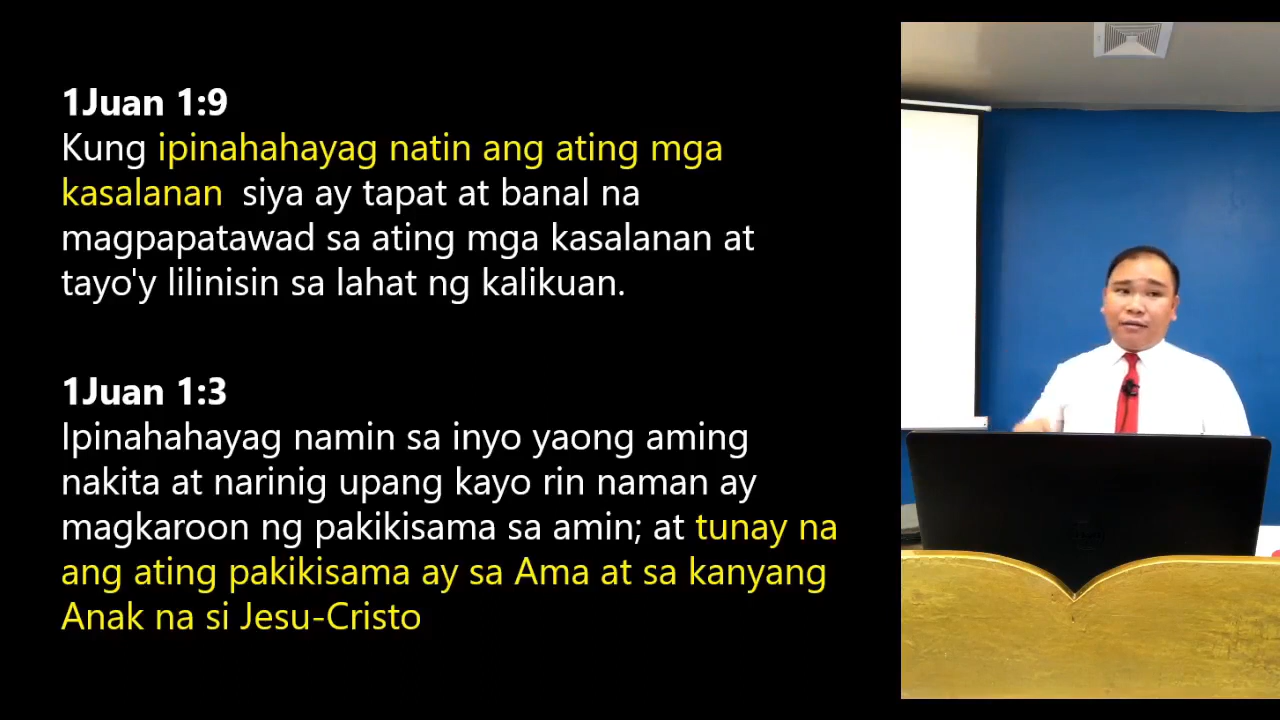 1Juan 1:9
Kung ipinahahayag natin ang ating mga
kasalanan siya ay tapat at banal na
magpapatawad sa ating mga kasalanan at
tayo'y lilinisin sa lahat ng kalikuan.
1Juan 1:3
Ipinahahayag namin sa inyo yaong aming
nakita at narinig upang kayo rin naman ay
magkaroon ng pakikisama sa amin; at tunay na
ang ating pakikisama ay sa Ama at sa kanyang
Anak na si Jesu-Cristo